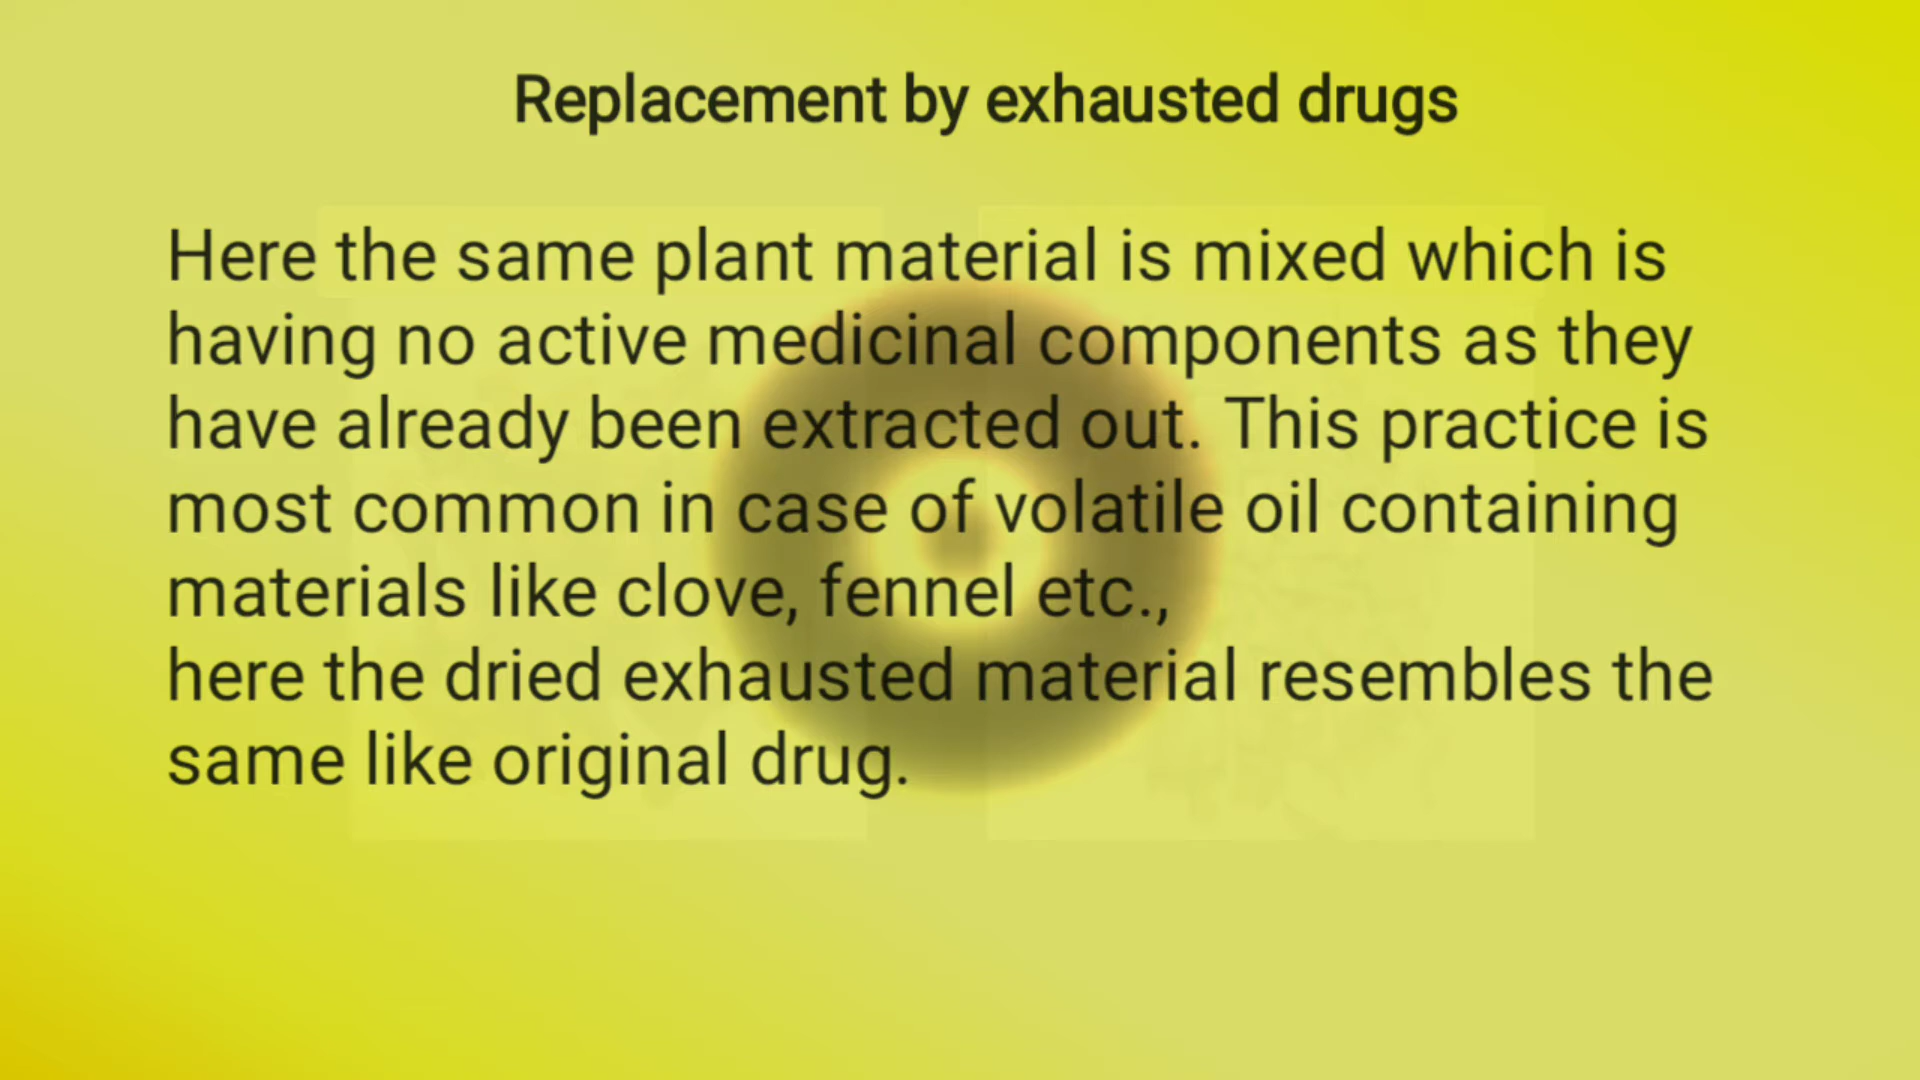 Replacement by exhausted drugs
Here the same plant material is mixed which is
having no active medicinal components as they
have already been extracted out. This practice is
most common in case of volatile oil containing
materials like clove, fennel etc.,
here the dried exhausted material resembles the
same like original drug.